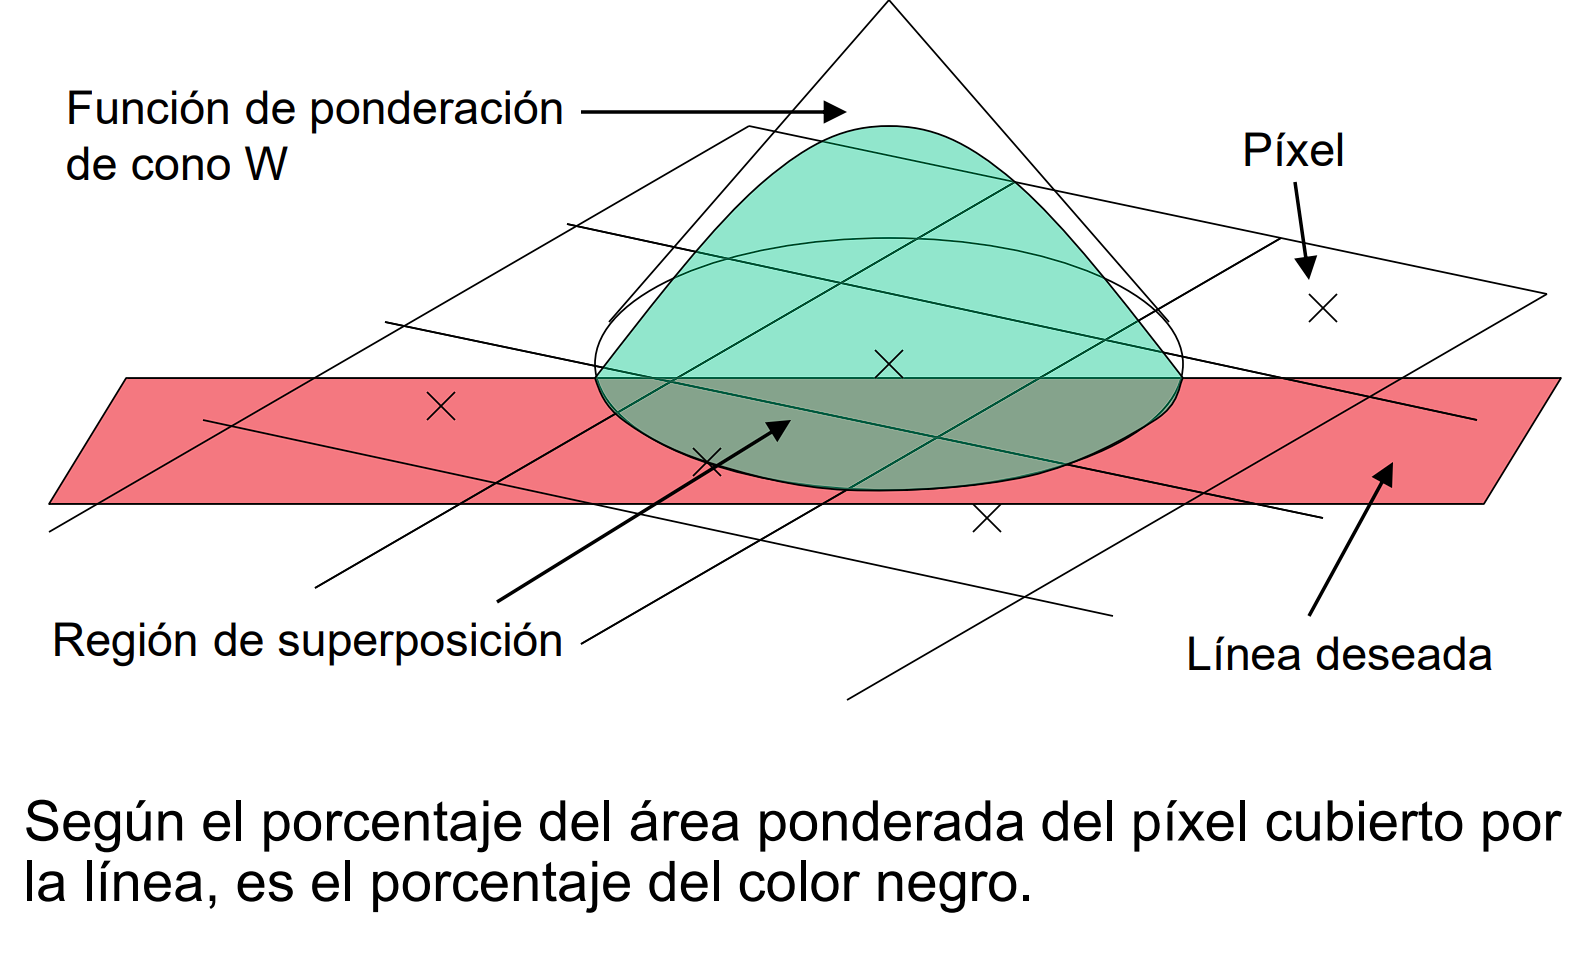 Función de ponderación
de cono W
Píxel
Región de superposición
Línea deseada
Según el porcentaje del área ponderada del píxel cubierto por
la línea, es el porcentaje del color negro.